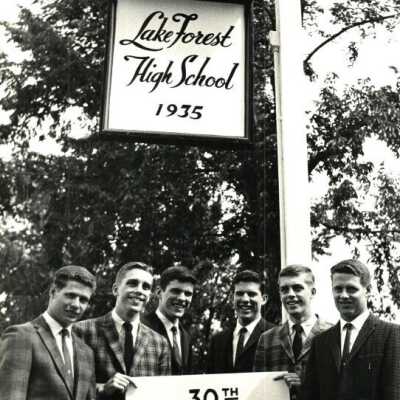 Lake Forest
High School
1935
30TH